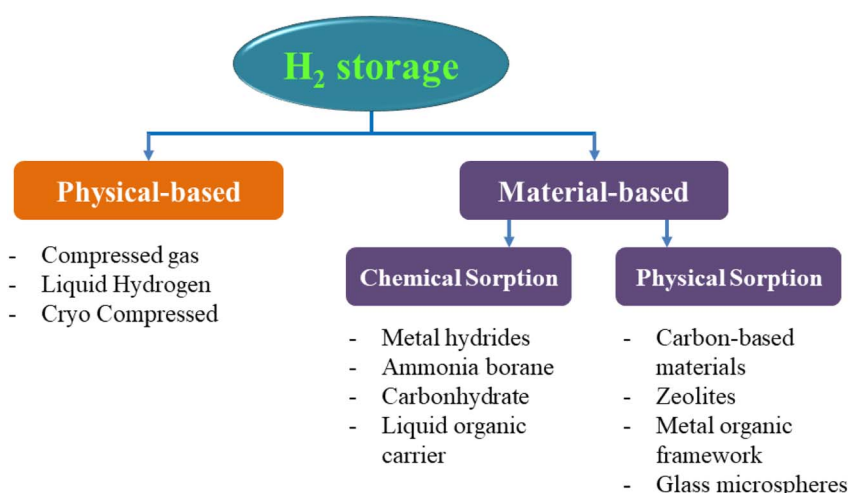 H₂ storage
Physical-based
Material-based
- Compressed gas
- Liquid Hydrogen
- Cryo Compressed
Chemical Sorption
- Metal hydrides
- Ammonia borane
- Carbonhydrate
- Liquid organic
carrier
Physical Sorption
- Carbon-based
materials
- Zeolites
- Metal organic
framework
- Glass microspheres